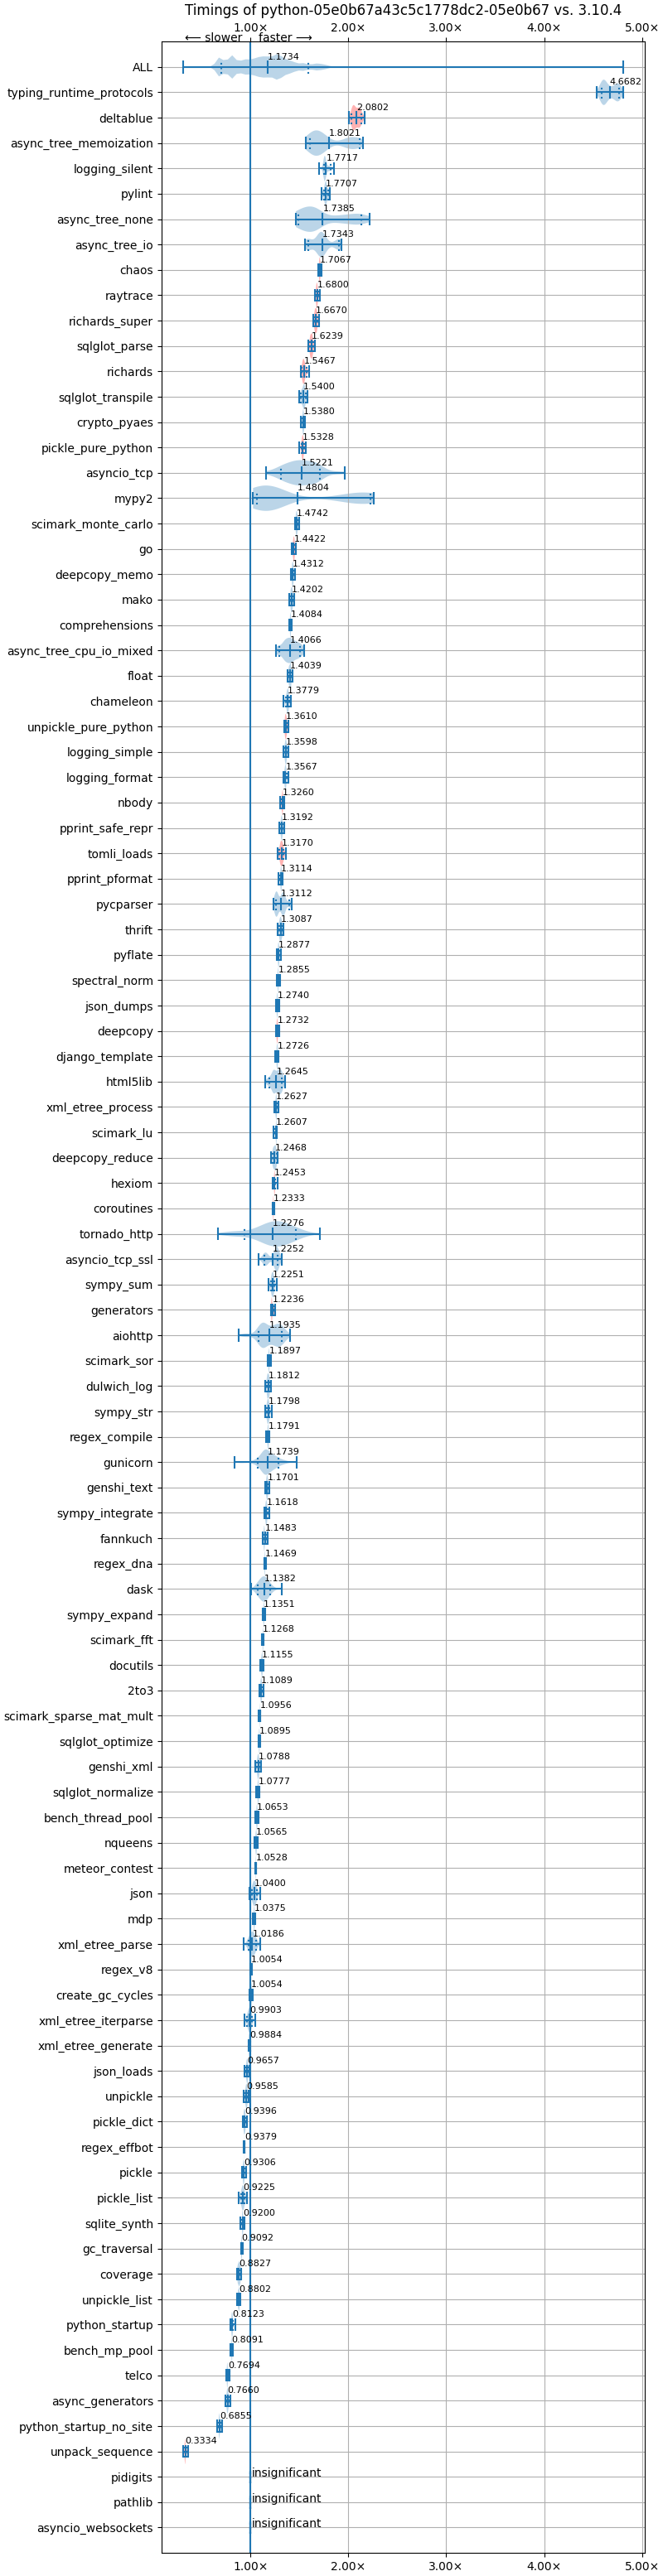 Timings of python-05e0b67a43c5c1778dc2-05e0b67 vs. 3.10.4
1.00× 2.00× 3.00× 4.00× 5.00×
⟵ slower faster ⟶
ALL 1.1734
typing_runtime_protocols 4.6682
deltablue 2.0802
async_tree_memoization 1.8021
logging_silent 1.7717
pylint 1.7707
async_tree_none 1.7385
async_tree_io 1.7343
chaos 1.7067
raytrace 1.6800
richards_super 1.6670
sqlglot_parse 1.6239
richards 1.5467
sqlglot_transpile 1.5400
crypto_pyaes 1.5380
pickle_pure_python 1.5328
asyncio_tcp 1.5221
mypy2 1.4804
scimark_monte_carlo 1.4742
go 1.4422
deepcopy_memo 1.4312
mako 1.4202
comprehensions 1.4084
async_tree_cpu_io_mixed 1.4066
float 1.4039
chameleon 1.3779
unpickle_pure_python 1.3610
logging_simple 1.3598
logging_format 1.3567
nbody 1.3260
pprint_safe_repr 1.3192
tomli_loads 1.3170
pprint_pformat 1.3114
pycparser 1.3112
thrift 1.3087
pyflate 1.2877
spectral_norm 1.2855
json_dumps 1.2740
deepcopy 1.2732
django_template 1.2726
html5lib 1.2645
xml_etree_process 1.2627
scimark_lu 1.2607
deepcopy_reduce 1.2468
hexiom 1.2453
coroutines 1.2333
tornado_http 1.2276
asyncio_tcp_ssl 1.2252
sympy_sum 1.2251
generators 1.2236
aiohttp 1.1935
scimark_sor 1.1897
dulwich_log 1.1812
sympy_str 1.1798
regex_compile 1.1791
gunicorn 1.1739
genshi_text 1.1701
sympy_integrate 1.1618
fannkuch 1.1483
regex_dna 1.1469
dask 1.1382
sympy_expand 1.1351
scimark_fft 1.1268
docutils 1.1155
2to3 1.1089
scimark_sparse_mat_mult 1.0956
sqlglot_optimize 1.0895
genshi_xml 1.0788
sqlglot_normalize 1.0777
bench_thread_pool 1.0653
nqueens 1.0565
meteor_contest 1.0528
json 1.0400
mdp 1.0375
xml_etree_parse 1.0186
regex_v8 1.0054
create_gc_cycles 1.0054
xml_etree_iterparse 0.9903
xml_etree_generate 0.9884
json_loads 0.9657
unpickle 0.9585
pickle_dict 0.9396
regex_effbot 0.9379
pickle 0.9306
pickle_list 0.9225
sqlite_synth 0.9200
gc_traversal 0.9092
coverage 0.8827
unpickle_list 0.8802
python_startup 0.8123
bench_mp_pool 0.8091
telco 0.7694
async_generators 0.7660
python_startup_no_site 0.6855
unpack_sequence 0.3334
pidigits insignificant
pathlib insignificant
asyncio_websockets insignificant
1.00× 2.00× 3.00× 4.00× 5.00×